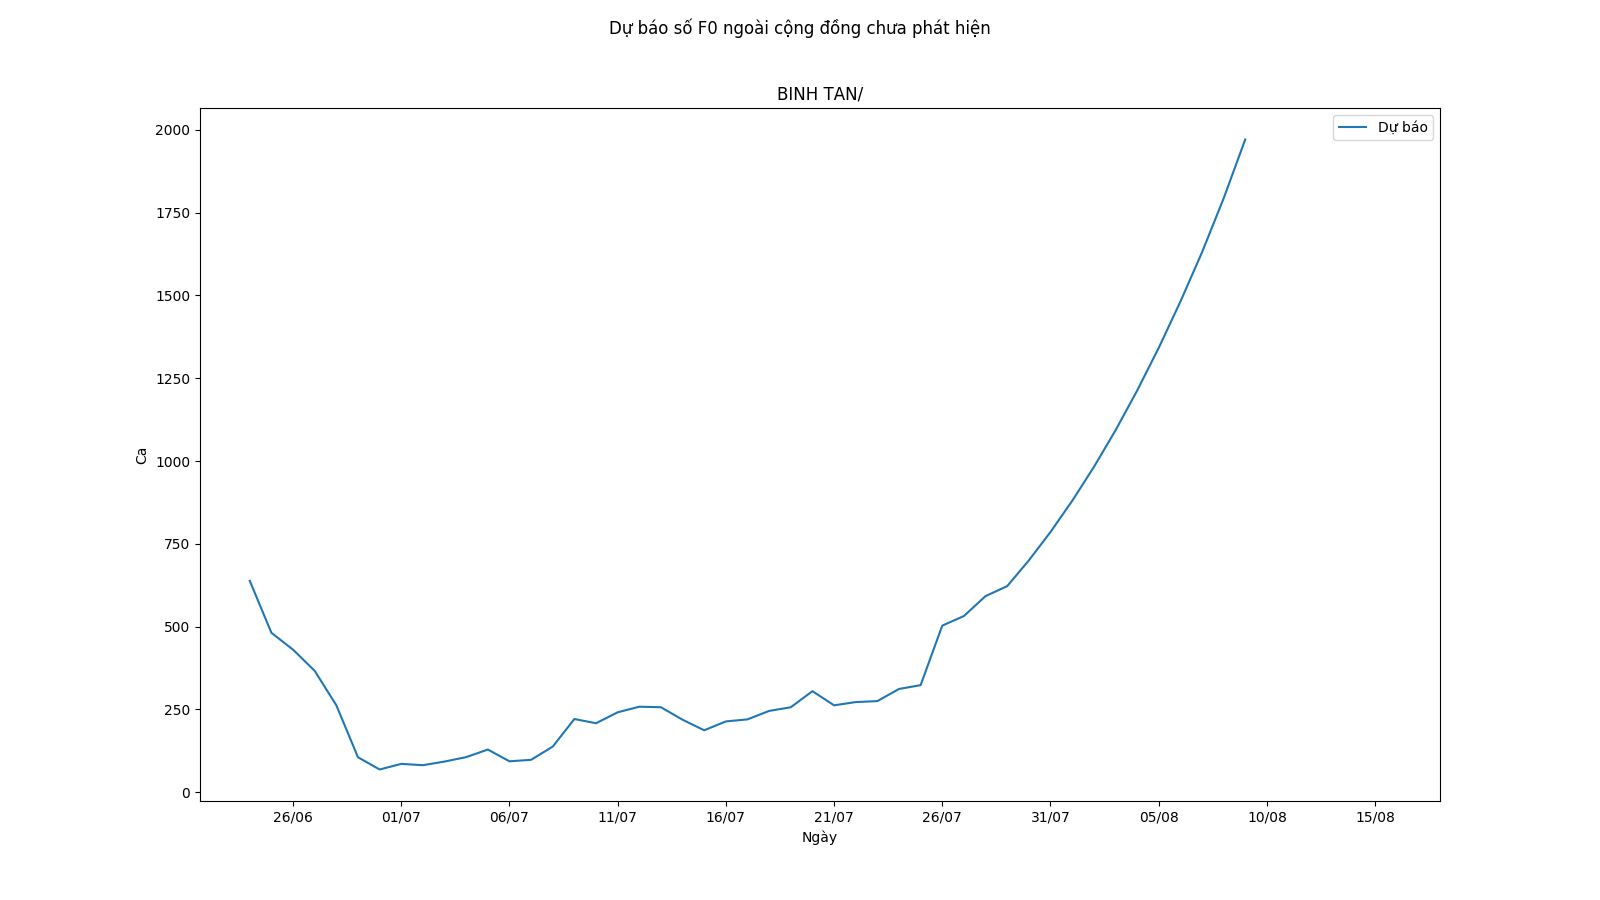 Dự báo số F0 ngoài cộng đồng chưa phát hiện
BINH TAN/
Dự báo
2000
1750
1500
1250
1000
750
500
250
0
Ca
26/06 01/07 06/07 11/07 16/07 21/07 26/07 31/07 05/08 10/08 15/08
Ngày